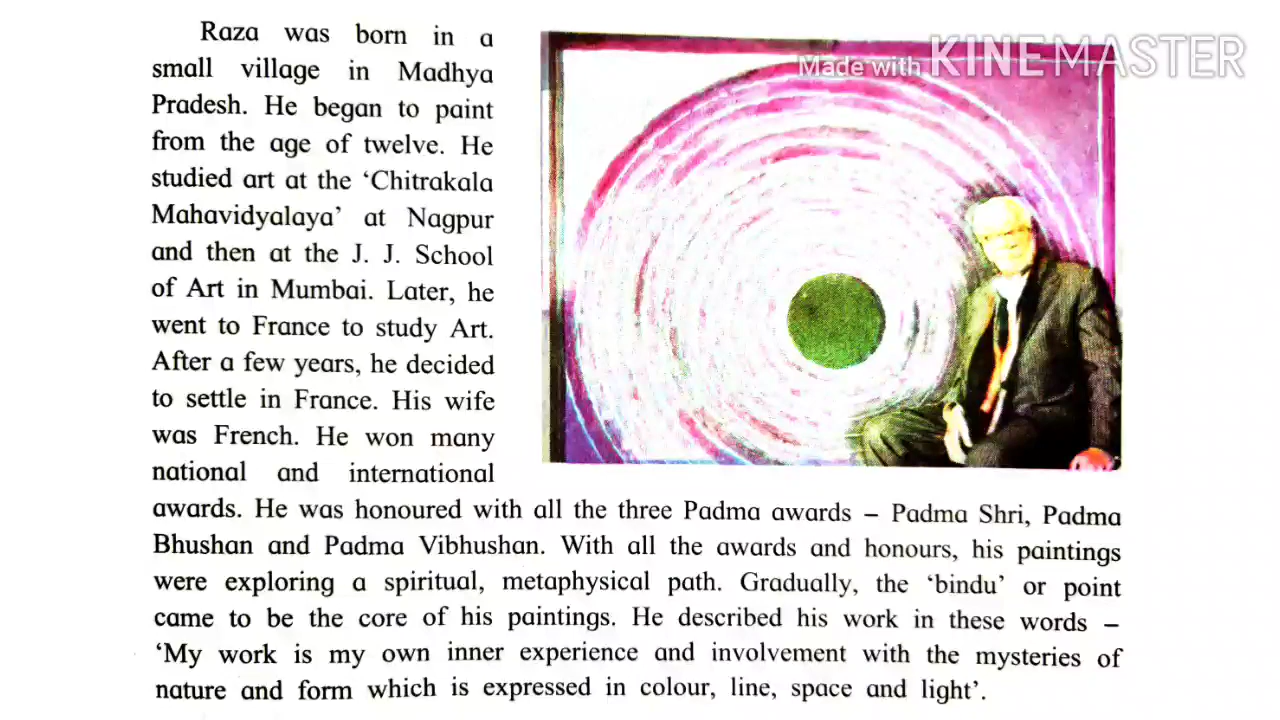 Raza was born in a
small village in Madhya
Pradesh. He began to paint
from the age of twelve. He
studied art at the ‘Chitrakala
Mahavidyalaya’ at Nagpur
and then at the J. J. School
of Art in Mumbai. Later, he
went to France to study Art.
After a few years, he decided
to settle in France. His wife
was French. He won many
national and international
awards. He was honoured with all the three Padma awards – Padma Shri, Padma
Bhushan and Padma Vibhushan. With all the awards and honours, his paintings
were exploring a spiritual, metaphysical path. Gradually, the ‘bindu’ or point
came to be the core of his paintings. He described his work in these words –
‘My work is my own inner experience and involvement with the mysteries of
nature and form which is expressed in colour, line, space and light’.
Made with KINEMASTER